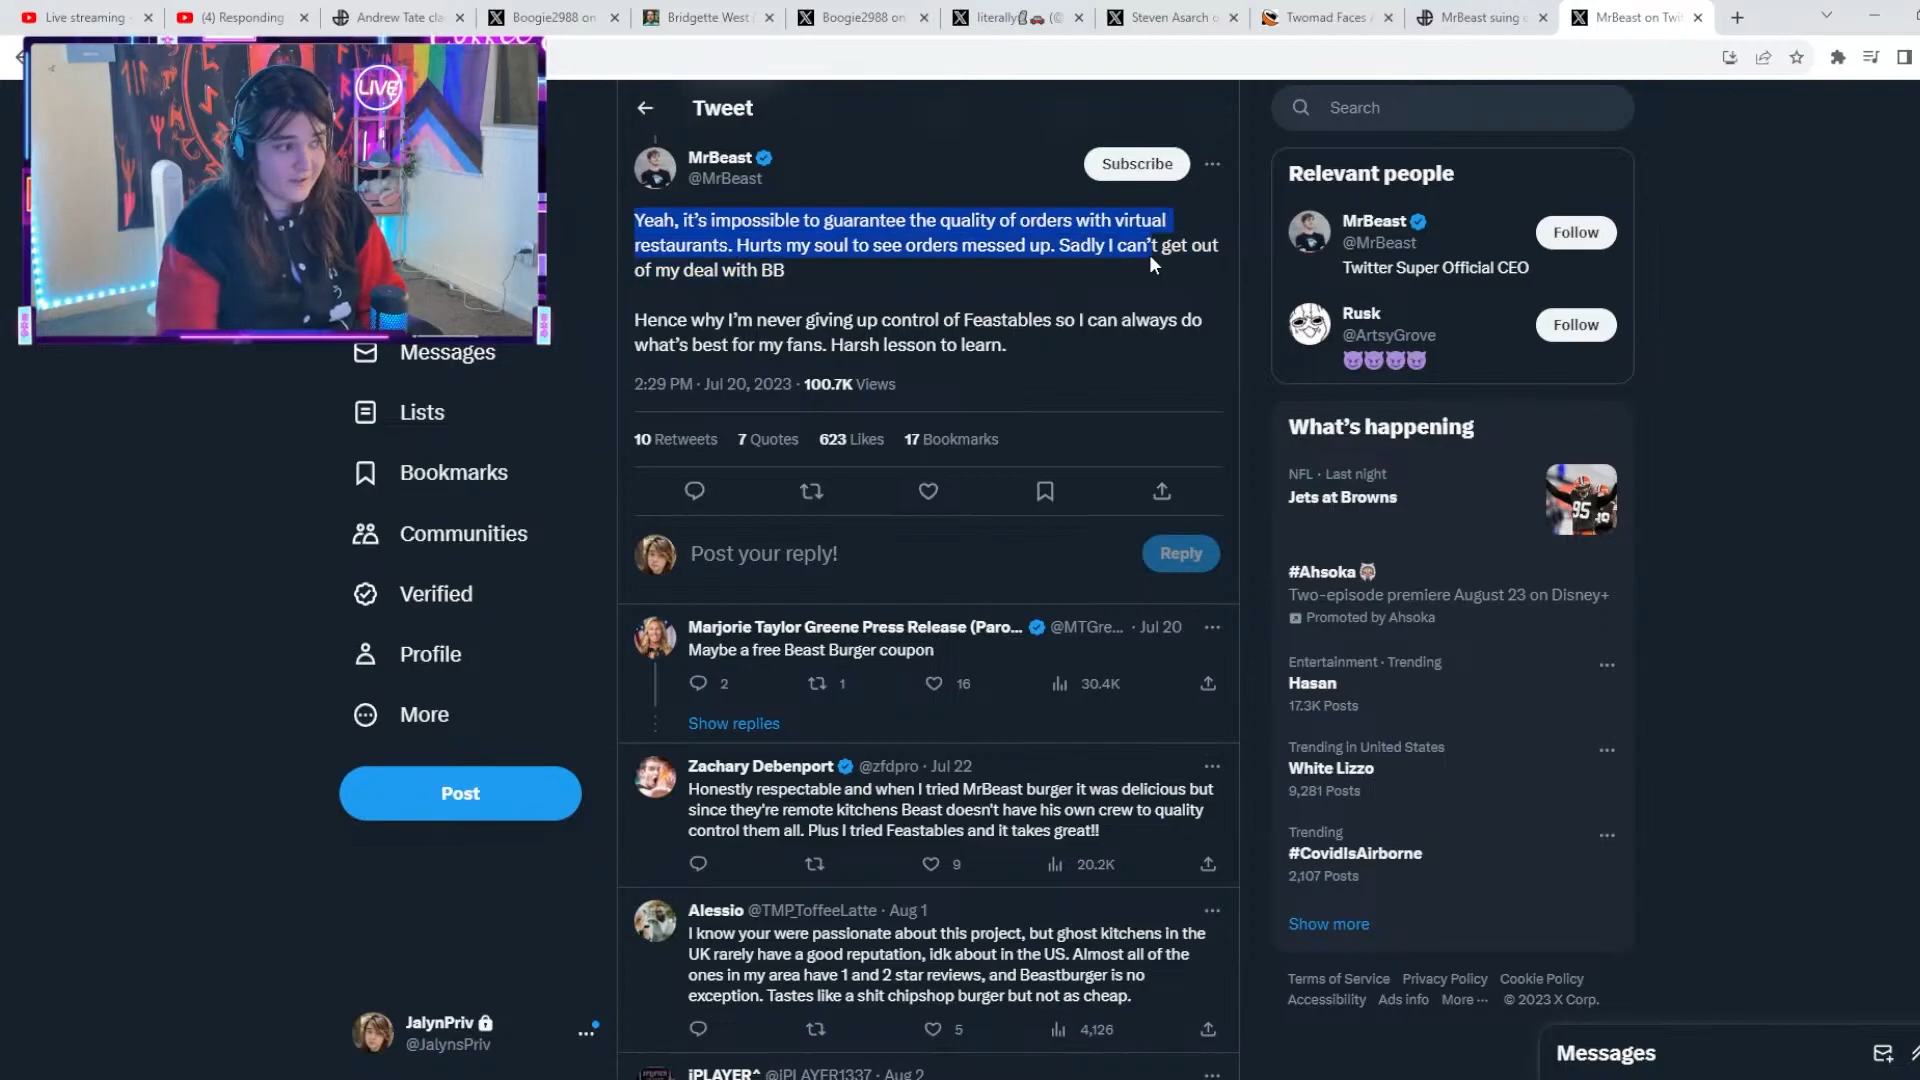 Live streaming
(4) Responding
Andrew Tate cla
Boogie2988 on
Bridgette West /
Boogie2988 on
literally
Steven Asarch o
Twomad Faces
MrBeast suing
MrBeast on Twi
LIVE
Tweet
Search
MrBeast
@MrBeast
Subscribe
Yeah, it's impossible to guarantee the quality of orders with virtual
restaurants. Hurts my soul to see orders messed up. Sadly I can't get out
of my deal with BB
Hence why I'm never giving up control of Feastables so I can always do
what's best for my fans. Harsh lesson to learn.
2:29 PM · Jul 20, 2023 · 100.7K Views
10 Retweets 7 Quotes 623 Likes 17 Bookmarks
Post your reply!
Reply
Marjorie Taylor Greene Press Release (Paro... @MTGre... · Jul 20
Maybe a free Beast Burger coupon
2 1 16 30.4K
Show replies
Zachary Debenport @zfdpro · Jul 22
Honestly respectable and when I tried MrBeast burger it was delicious but
since they're remote kitchens Beast doesn't have his own crew to quality
control them all. Plus I tried Feastables and it takes great!!
9 20.2K
Alessio @TMP_ToffeeLatte · Aug 1
I know your were passionate about this project, but ghost kitchens in the
UK rarely have a good reputation, idk about in the US. Almost all of the
ones in my area have 1 and 2 star reviews, and Beastburger is no
exception. Tastes like a shit chipshop burger but not as cheap.
5 4,126
iPLAYER^ @iPLAYER1337 · Aug 2
Messages
Lists
Bookmarks
Communities
Verified
Profile
More
Post
JalynPriv
@JalynsPriv
Relevant people
MrBeast
@MrBeast
Follow
Twitter Super Official CEO
Rusk
@ArtsyGrove
Follow
What's happening
NFL · Last night
Jets at Browns
95
#Ahsoka
Two-episode premiere August 23 on Disney+
Promoted by Ahsoka
Entertainment · Trending
Hasan
17.3K Posts
Trending in United States
White Lizzo
9,281 Posts
Trending
#CovidIsAirborne
2,107 Posts
Show more
Terms of Service Privacy Policy Cookie Policy
Accessibility Ads info More ··· © 2023 X Corp.
Messages